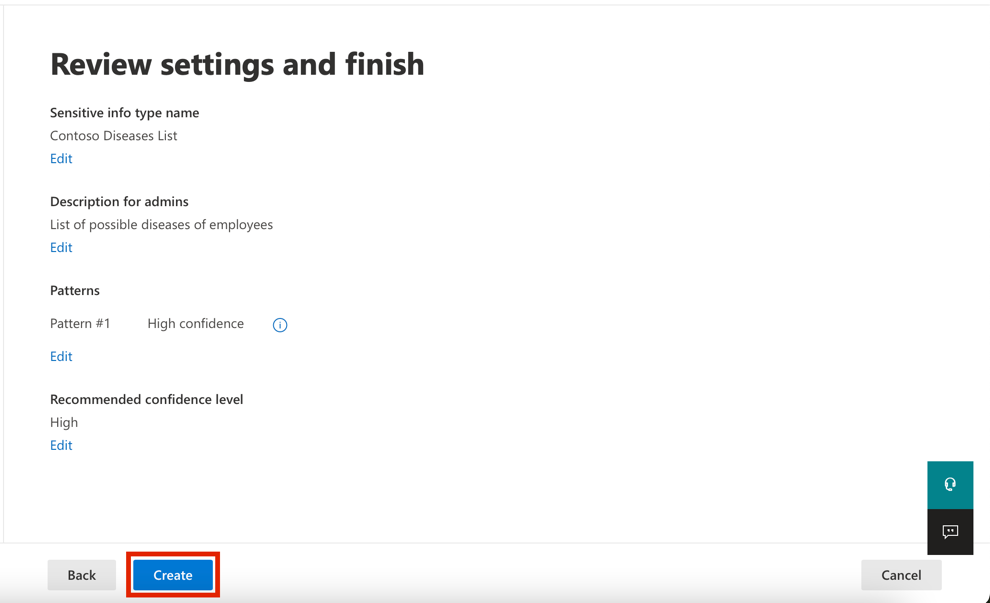 Review settings and finish
Sensitive info type name
Contoso Diseases List
Edit
Description for admins
List of possible diseases of employees
Edit
Patterns
Pattern #1 High confidence
Edit
Recommended confidence level
High
Edit
Back Create Cancel